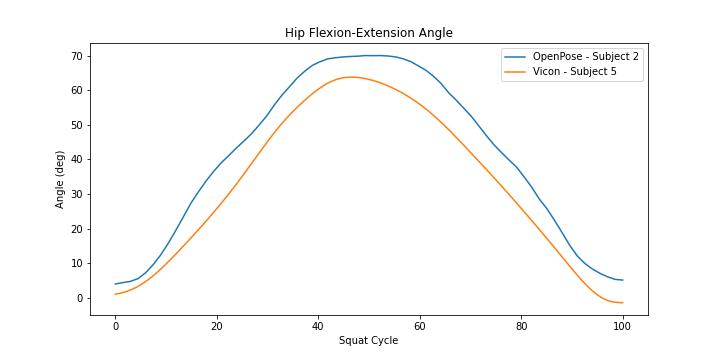 Hip Flexion-Extension Angle
OpenPose - Subject 2
Vicon - Subject 5
Angle (deg)
70
60
50
40
30
20
10
0
0 20 40 60 80 100
Squat Cycle